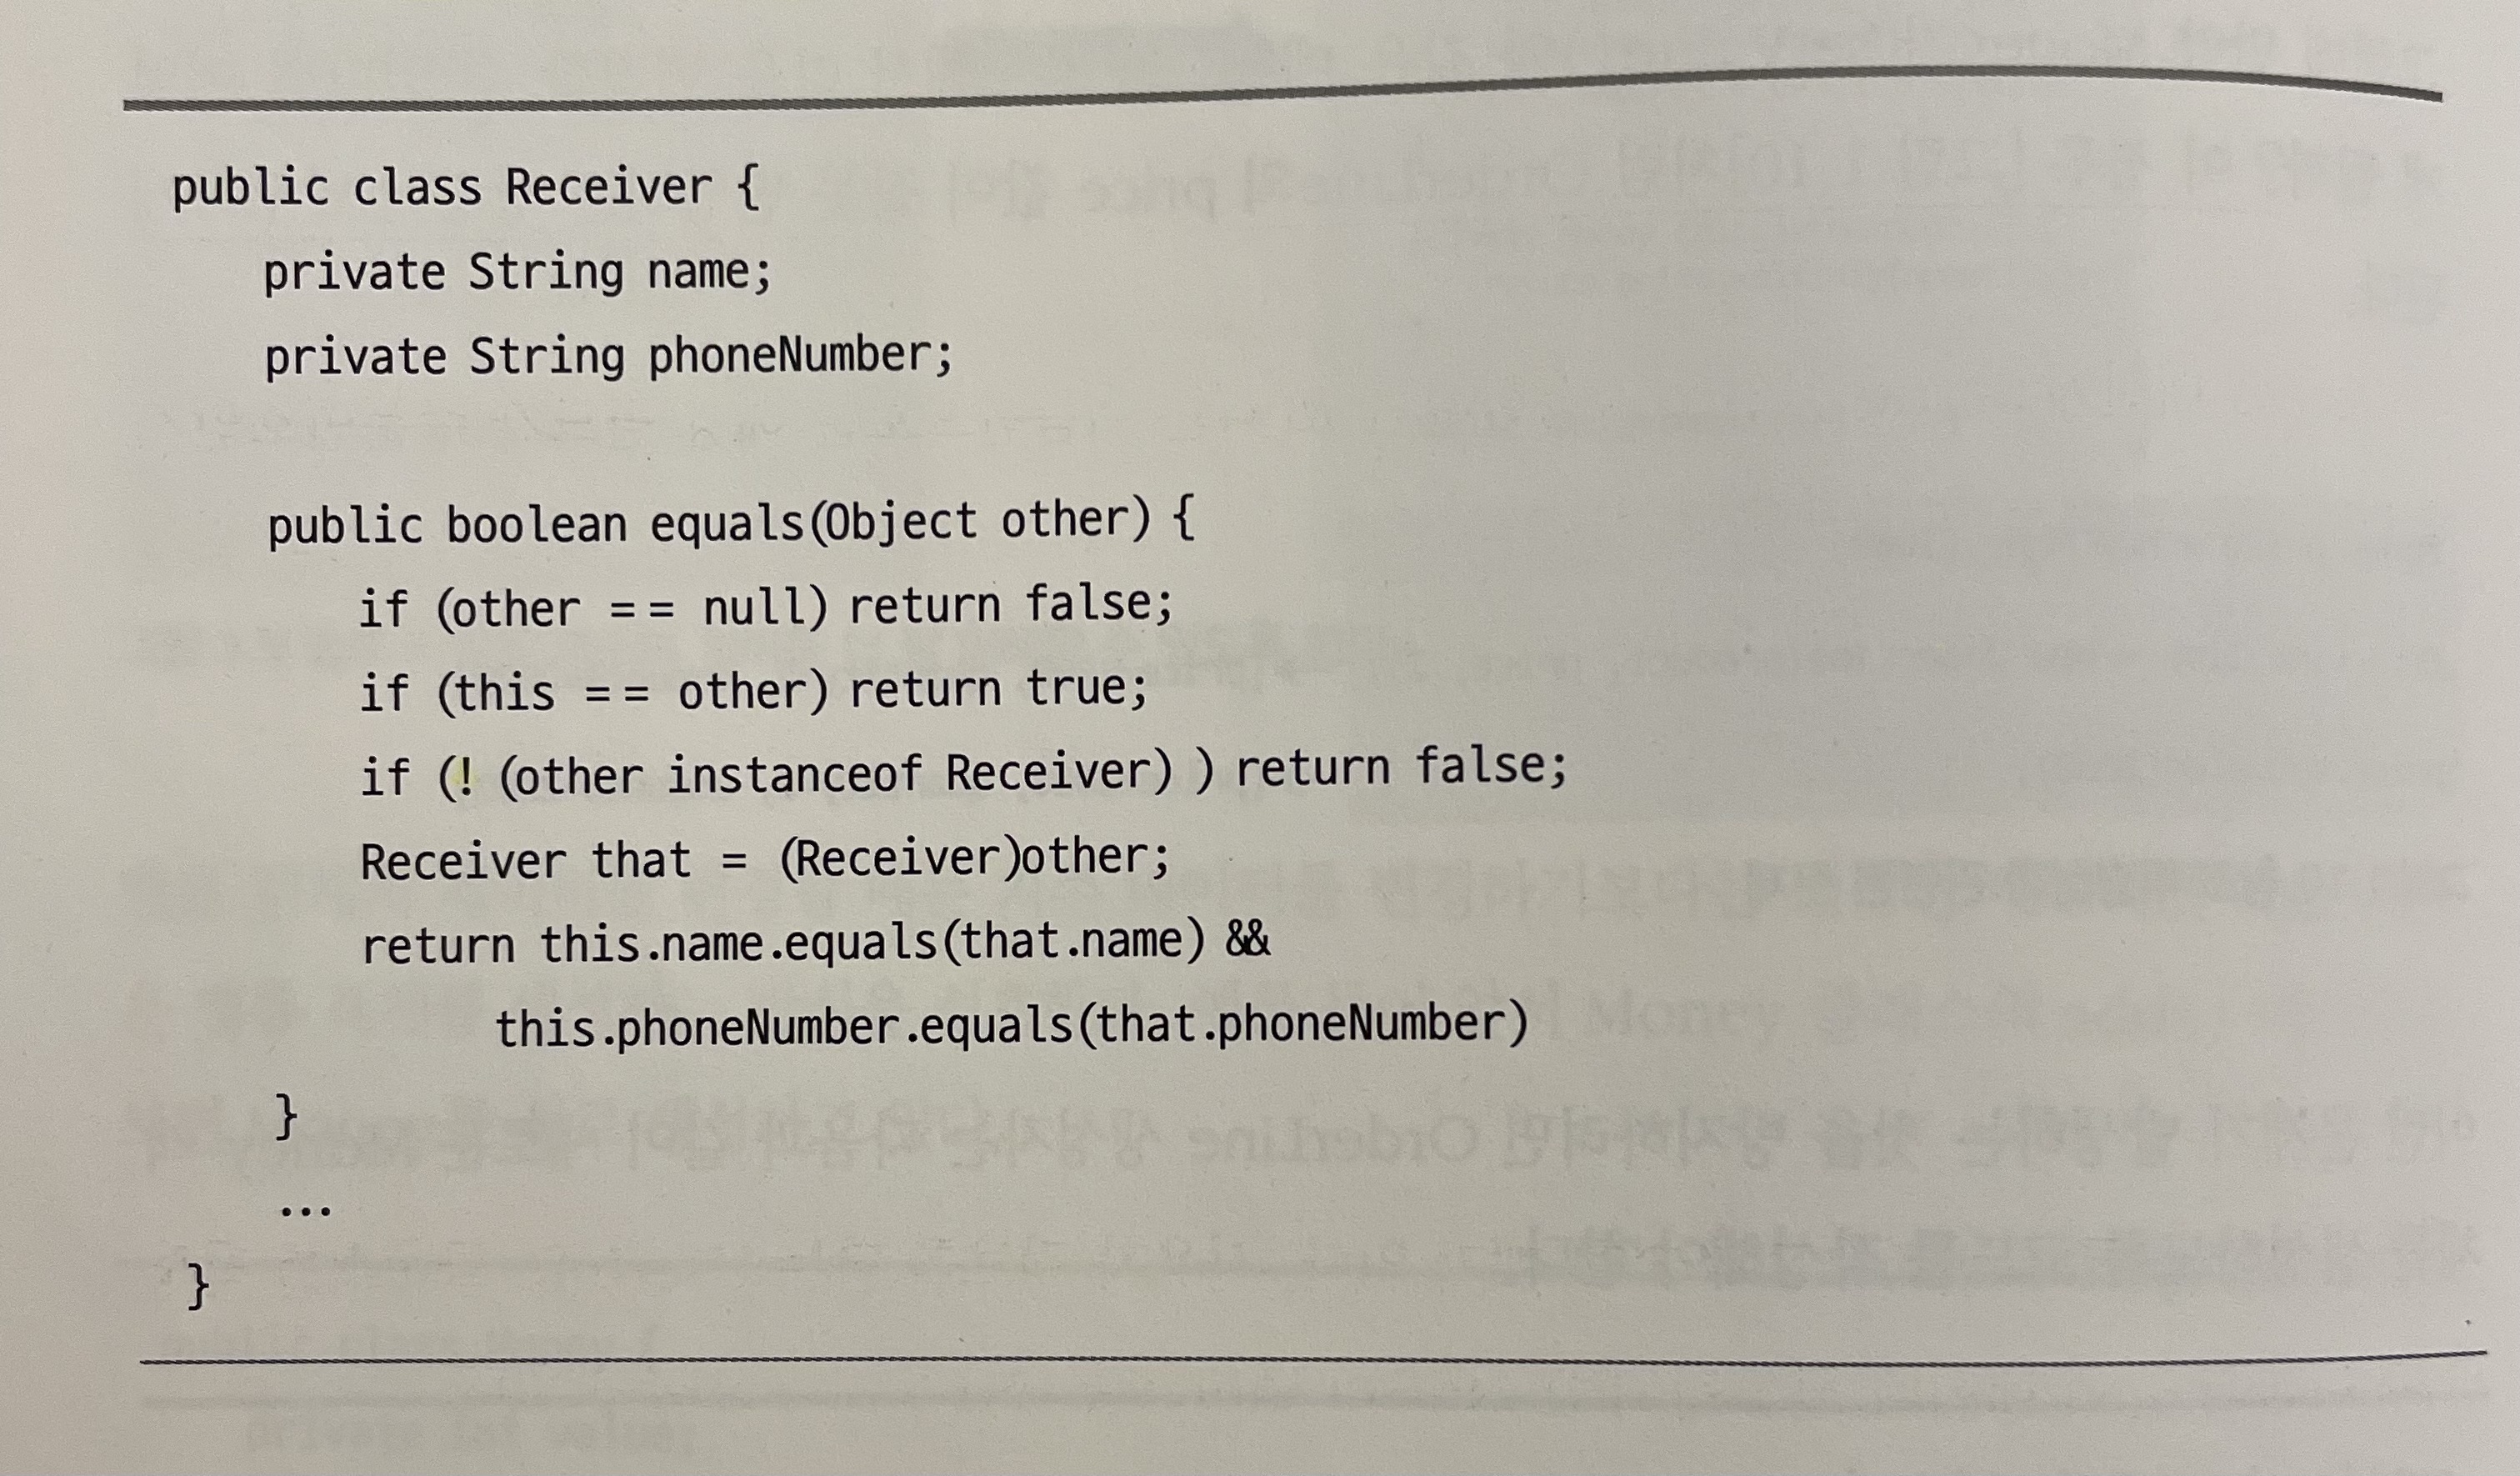 public class Receiver {
    private String name;
    private String phoneNumber;

    public boolean equals(Object other) {
        if (other == null) return false;
        if (this == other) return true;
        if (! (other instanceof Receiver) ) return false;
        Receiver that = (Receiver)other;
        return this.name.equals(that.name) &&
              this.phoneNumber.equals(that.phoneNumber)
    }
    ...
}